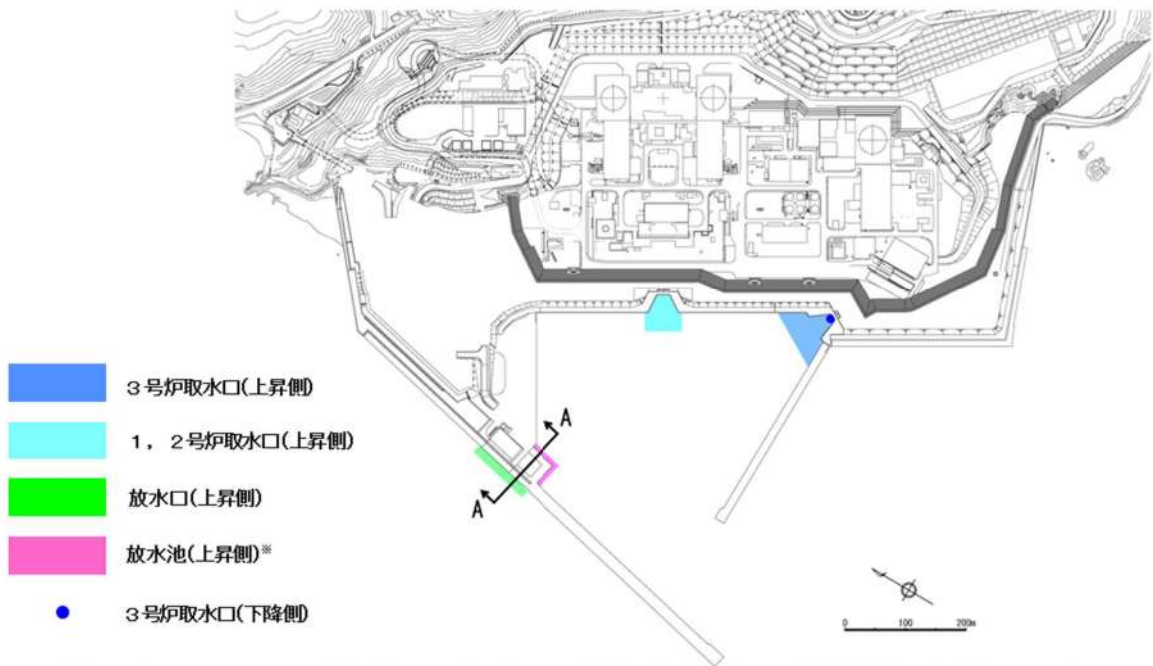 3号炉取水口(上昇側)
1，2号炉取水口(上昇側)
放水口(上昇側)
放水池(上昇側)※
3号炉取水口(下降側)
A
A
0 100 200m